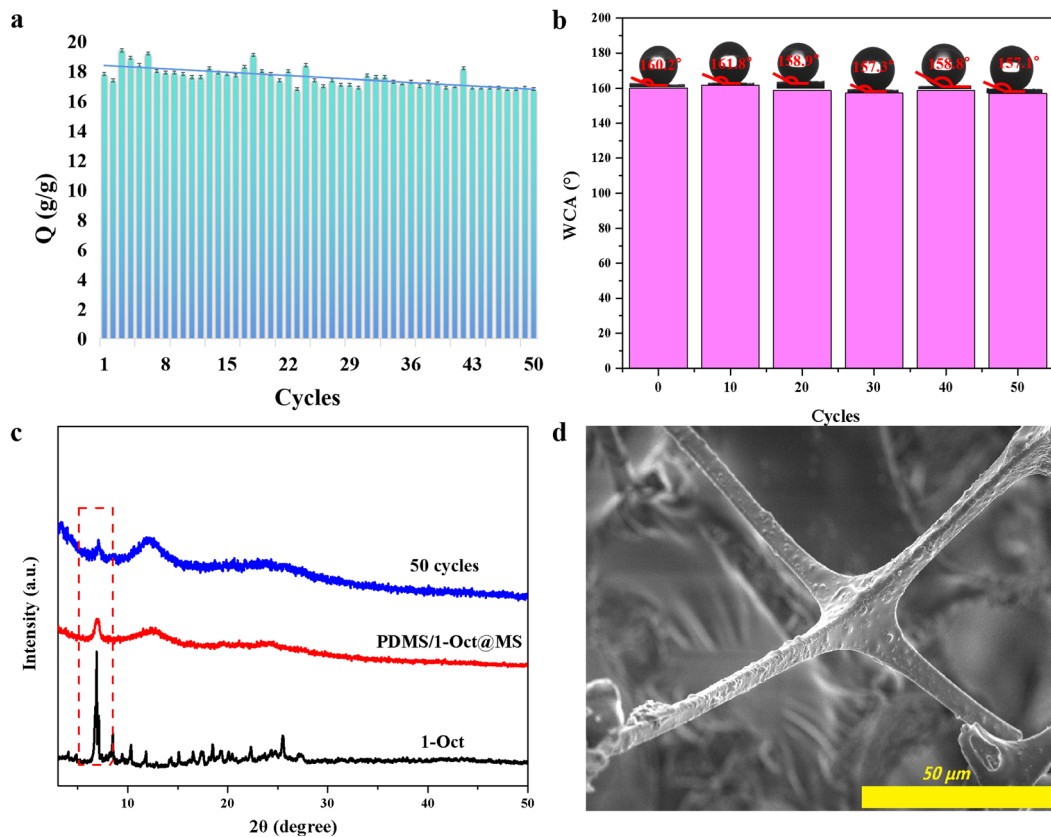 a
20
18
16
14
12
10
8
6
4
2
0
Q (g/g)
1 8 15 22 29 36 43 50
Cycles
b
200
180
160
140
120
100
80
60
40
20
0
WCA (°)
160.2° 161.8° 158.9° 157.3° 158.8° 157.1°
0 10 20 30 40 50
Cycles
c
Intensity (a.u.)
50 cycles
PDMS/1-Oct@MS
1-Oct
10 20 30 40 50
2θ (degree)
d
50 μm